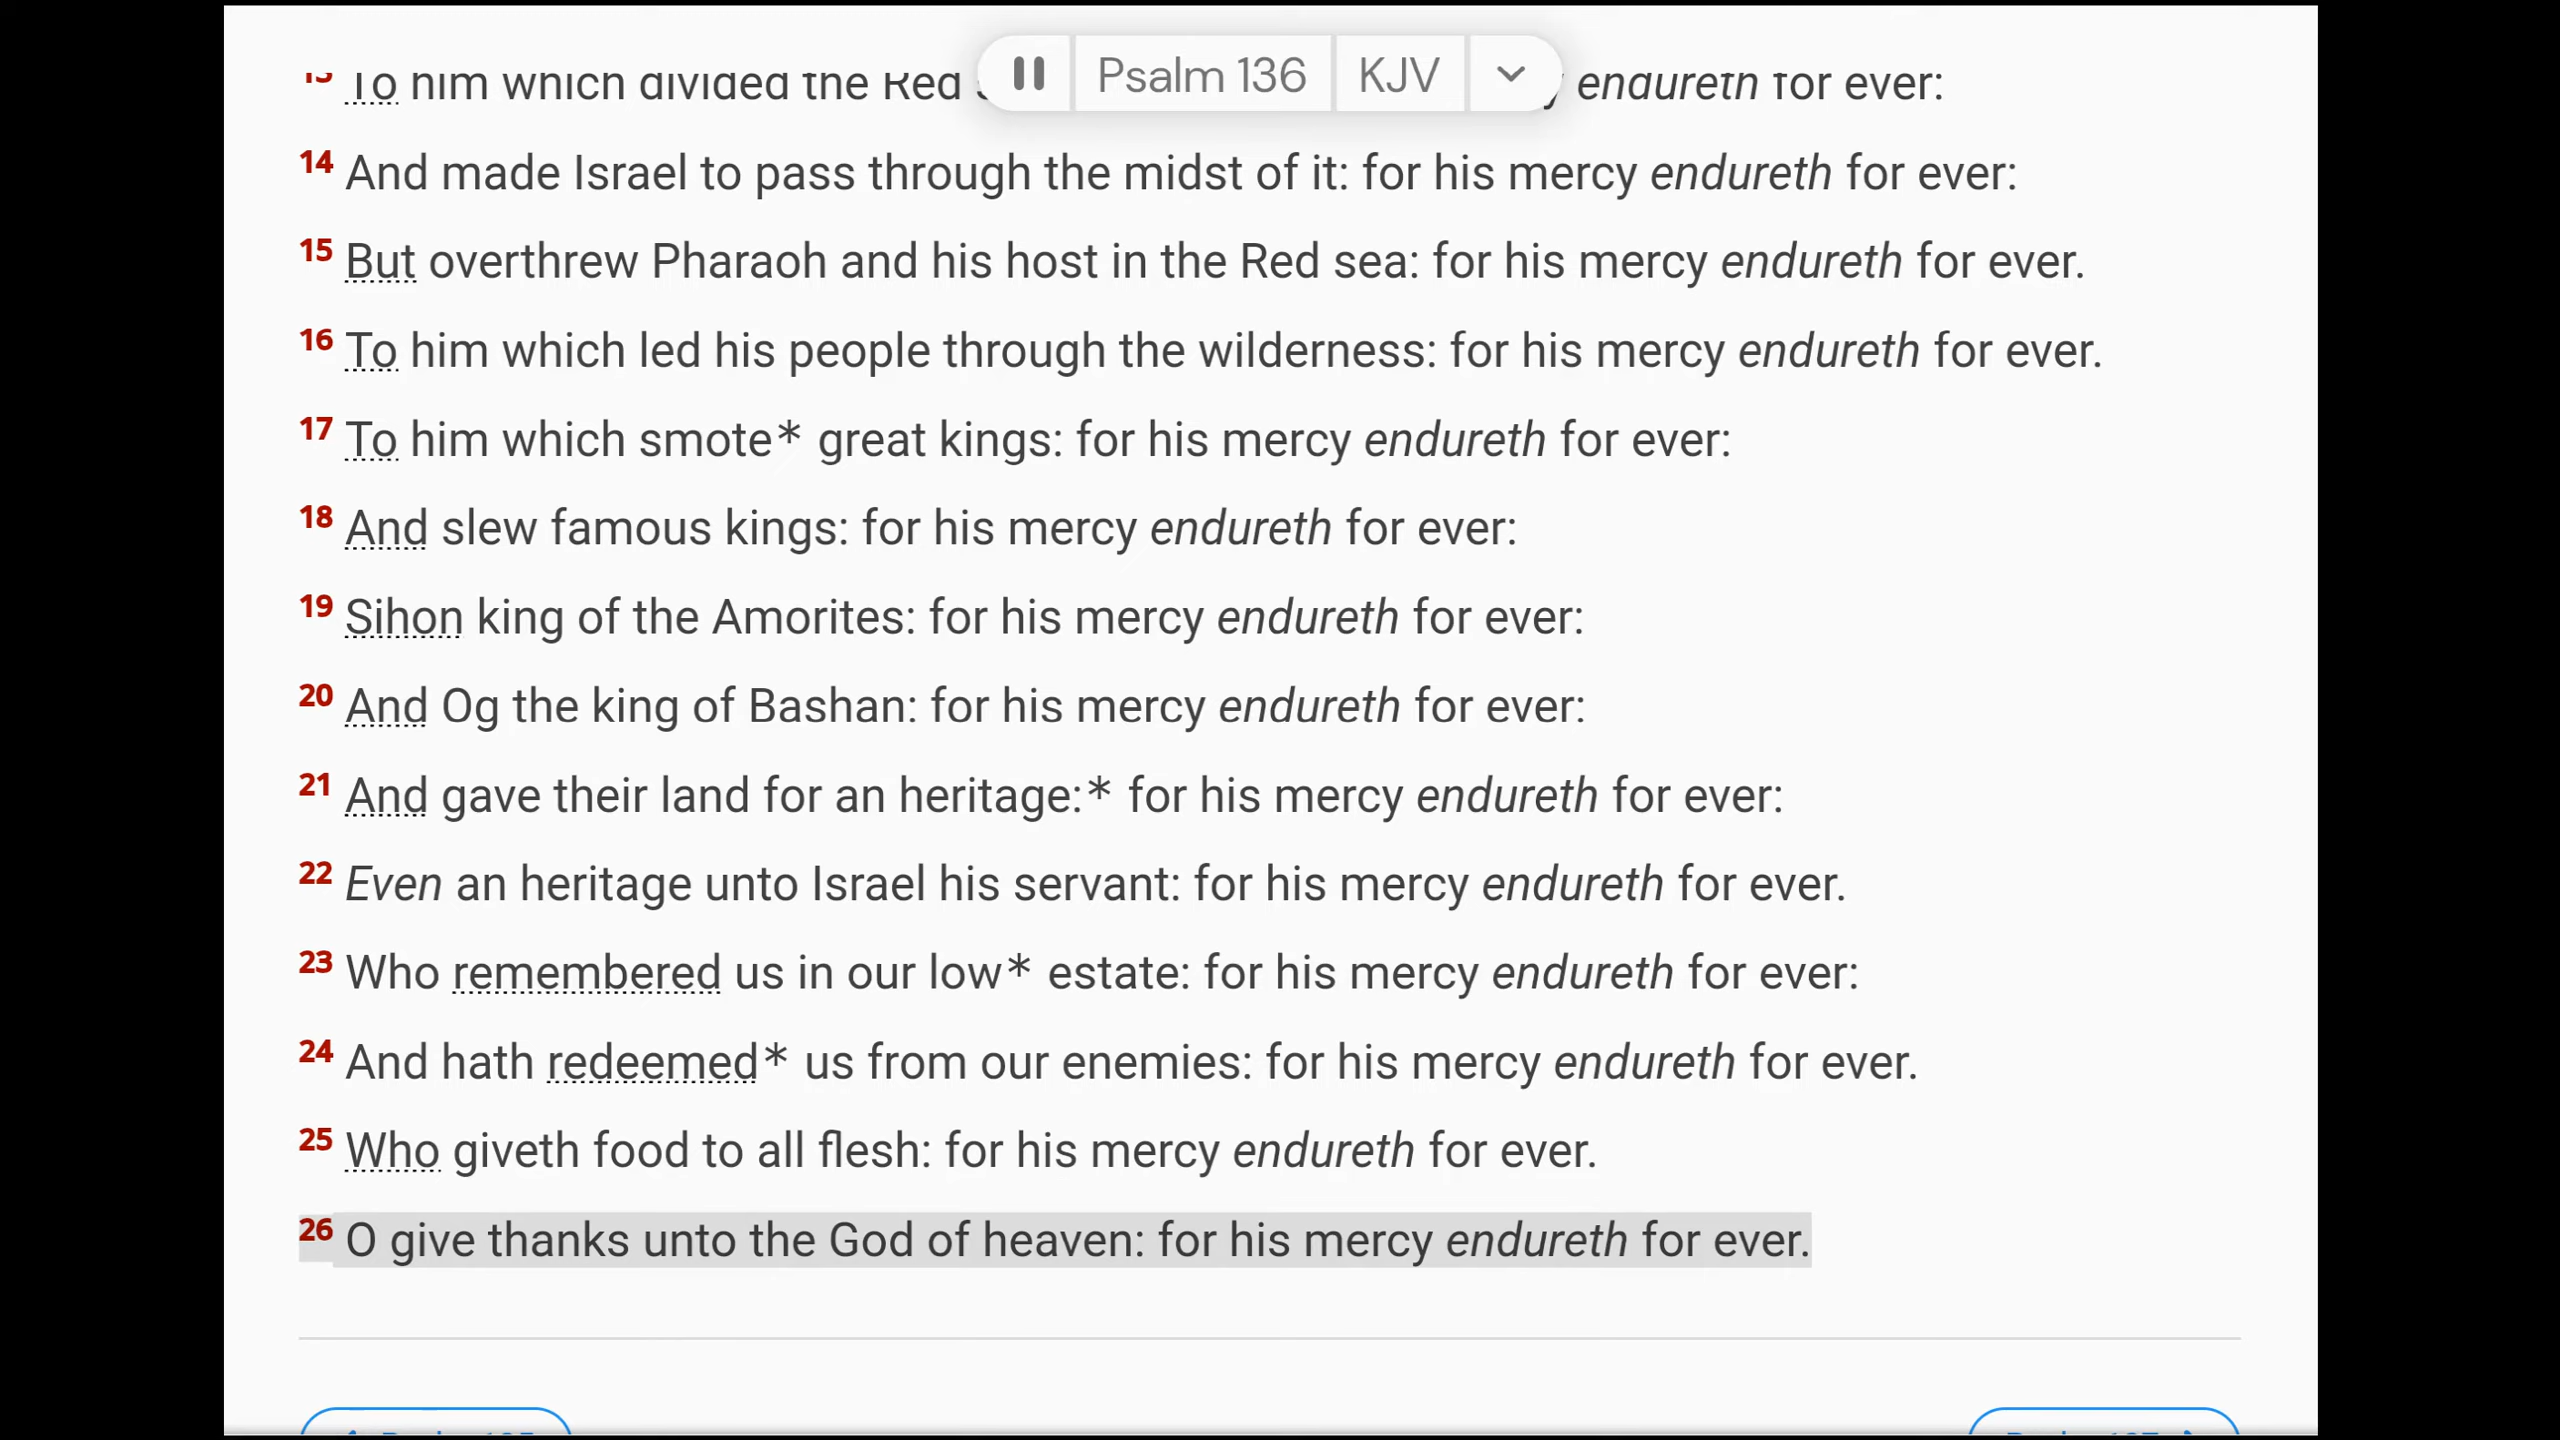 Psalm 136 KJV
13 To him which divided the Red endureth for ever:
14 And made Israel to pass through the midst of it: for his mercy endureth for ever:
15 But overthrew Pharaoh and his host in the Red sea: for his mercy endureth for ever.
16 To him which led his people through the wilderness: for his mercy endureth for ever.
17 To him which smote* great kings: for his mercy endureth for ever:
18 And slew famous kings: for his mercy endureth for ever:
19 Sihon king of the Amorites: for his mercy endureth for ever:
20 And Og the king of Bashan: for his mercy endureth for ever:
21 And gave their land for an heritage:* for his mercy endureth for ever:
22 Even an heritage unto Israel his servant: for his mercy endureth for ever.
23 Who remembered us in our low* estate: for his mercy endureth for ever:
24 And hath redeemed* us from our enemies: for his mercy endureth for ever.
25 Who giveth food to all flesh: for his mercy endureth for ever.
26 O give thanks unto the God of heaven: for his mercy endureth for ever.